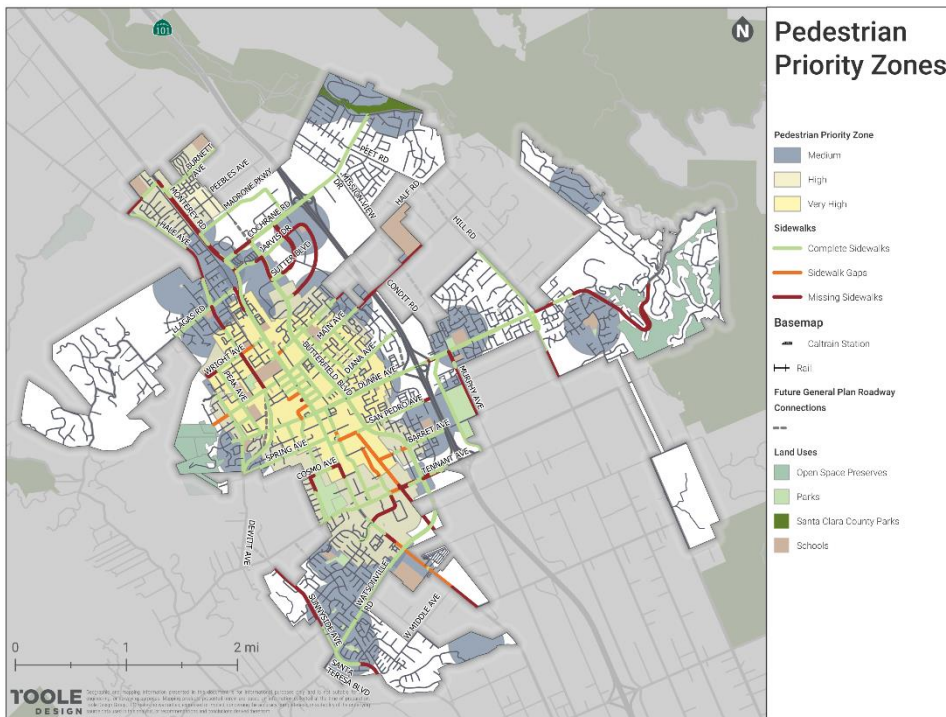 Pedestrian
Priority Zones
Pedestrian Priority Zone
Medium
High
Very High
Sidewalks
Complete Sidewalks
Sidewalk Gaps
Missing Sidewalks
Basemap
Caltrain Station
Rail
Future General Plan Roadway
Connections
Land Uses
Open Space Preserves
Parks
Santa Clara County Parks
Schools
101
N
BURNETT
AVE
PEEBLES AVE
MONTEREY RD
MADRONE PKWY
HALE AVE
COCHRANE RD
JARVIS DR
SUTTER BLVD
PEET RD
MISSION VIEW
DR
HALF RD
HILL RD
CONDIT RD
LLAGAS RD
MAIN AVE
WRIGHT AVE
DIANA AVE
BUTTERFIELD BLVD
PEAK AVE
DUNNE AVE
MURPHY AVE
SAN PEDRO AVE
BARRET AVE
SPRING AVE
TENNANT AVE
COSMO AVE
DEWITT AVE
WATSONVILLE
RD
W MIDDLE AVE
SUNNYSIDE AVE
SANTA
TERESA BLVD
0 1 2 mi
TOOLE
DESIGN